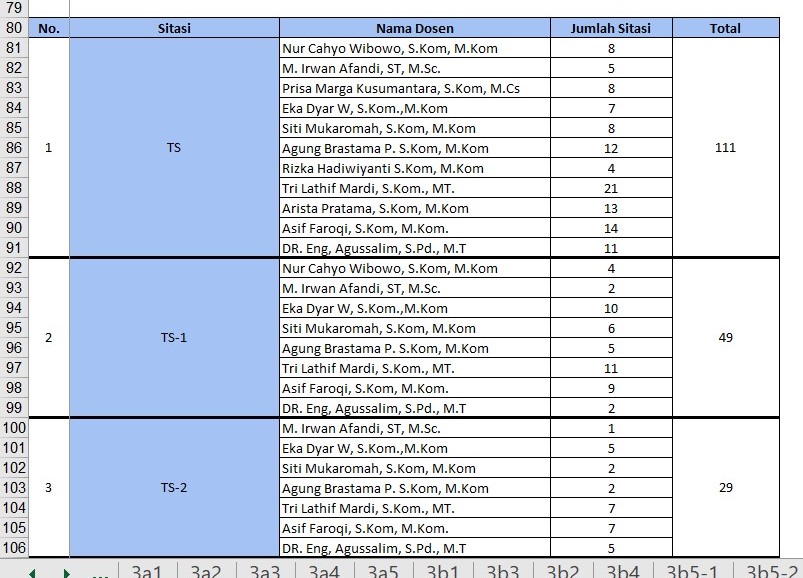 79
80 No. Sitasi Nama Dosen Jumlah Sitasi Total
81 Nur Cahyo Wibowo, S.Kom, M.Kom 8
82 M. Irwan Afandi, ST, M.Sc. 5
83 Prisa Marga Kusumantara, S.Kom, M.Cs 8
84 Eka Dyar W, S.Kom.,M.Kom 7
85 Siti Mukaromah, S.Kom, M.Kom 8
86 1 TS Agung Brastama P. S.Kom, M.Kom 12 111
87 Rizka Hadiwiyanti S.Kom, M.Kom 4
88 Tri Lathif Mardi, S.Kom., MT. 21
89 Arista Pratama, S.Kom, M.Kom 13
90 Asif Faroqi, S.Kom, M.Kom. 14
91 DR. Eng, Agussalim, S.Pd., M.T 11
92 Nur Cahyo Wibowo, S.Kom, M.Kom 4
93 M. Irwan Afandi, ST, M.Sc. 2
94 Eka Dyar W, S.Kom.,M.Kom 10
95 2 TS-1 Siti Mukaromah, S.Kom, M.Kom 6 49
96 Agung Brastama P. S.Kom, M.Kom 5
97 Tri Lathif Mardi, S.Kom., MT. 11
98 Asif Faroqi, S.Kom, M.Kom. 9
99 DR. Eng, Agussalim, S.Pd., M.T 2
100 M. Irwan Afandi, ST, M.Sc. 1
101 Eka Dyar W, S.Kom.,M.Kom 5
102 Siti Mukaromah, S.Kom, M.Kom 2
103 3 TS-2 Agung Brastama P. S.Kom, M.Kom 2 29
104 Tri Lathif Mardi, S.Kom., MT. 7
105 Asif Faroqi, S.Kom, M.Kom. 7
106 DR. Eng, Agussalim, S.Pd., M.T 5
... 3a1 3a2 3a3 3a4 3a5 3b1 3b3 3b2 3b4 3b5-1 3b5-2